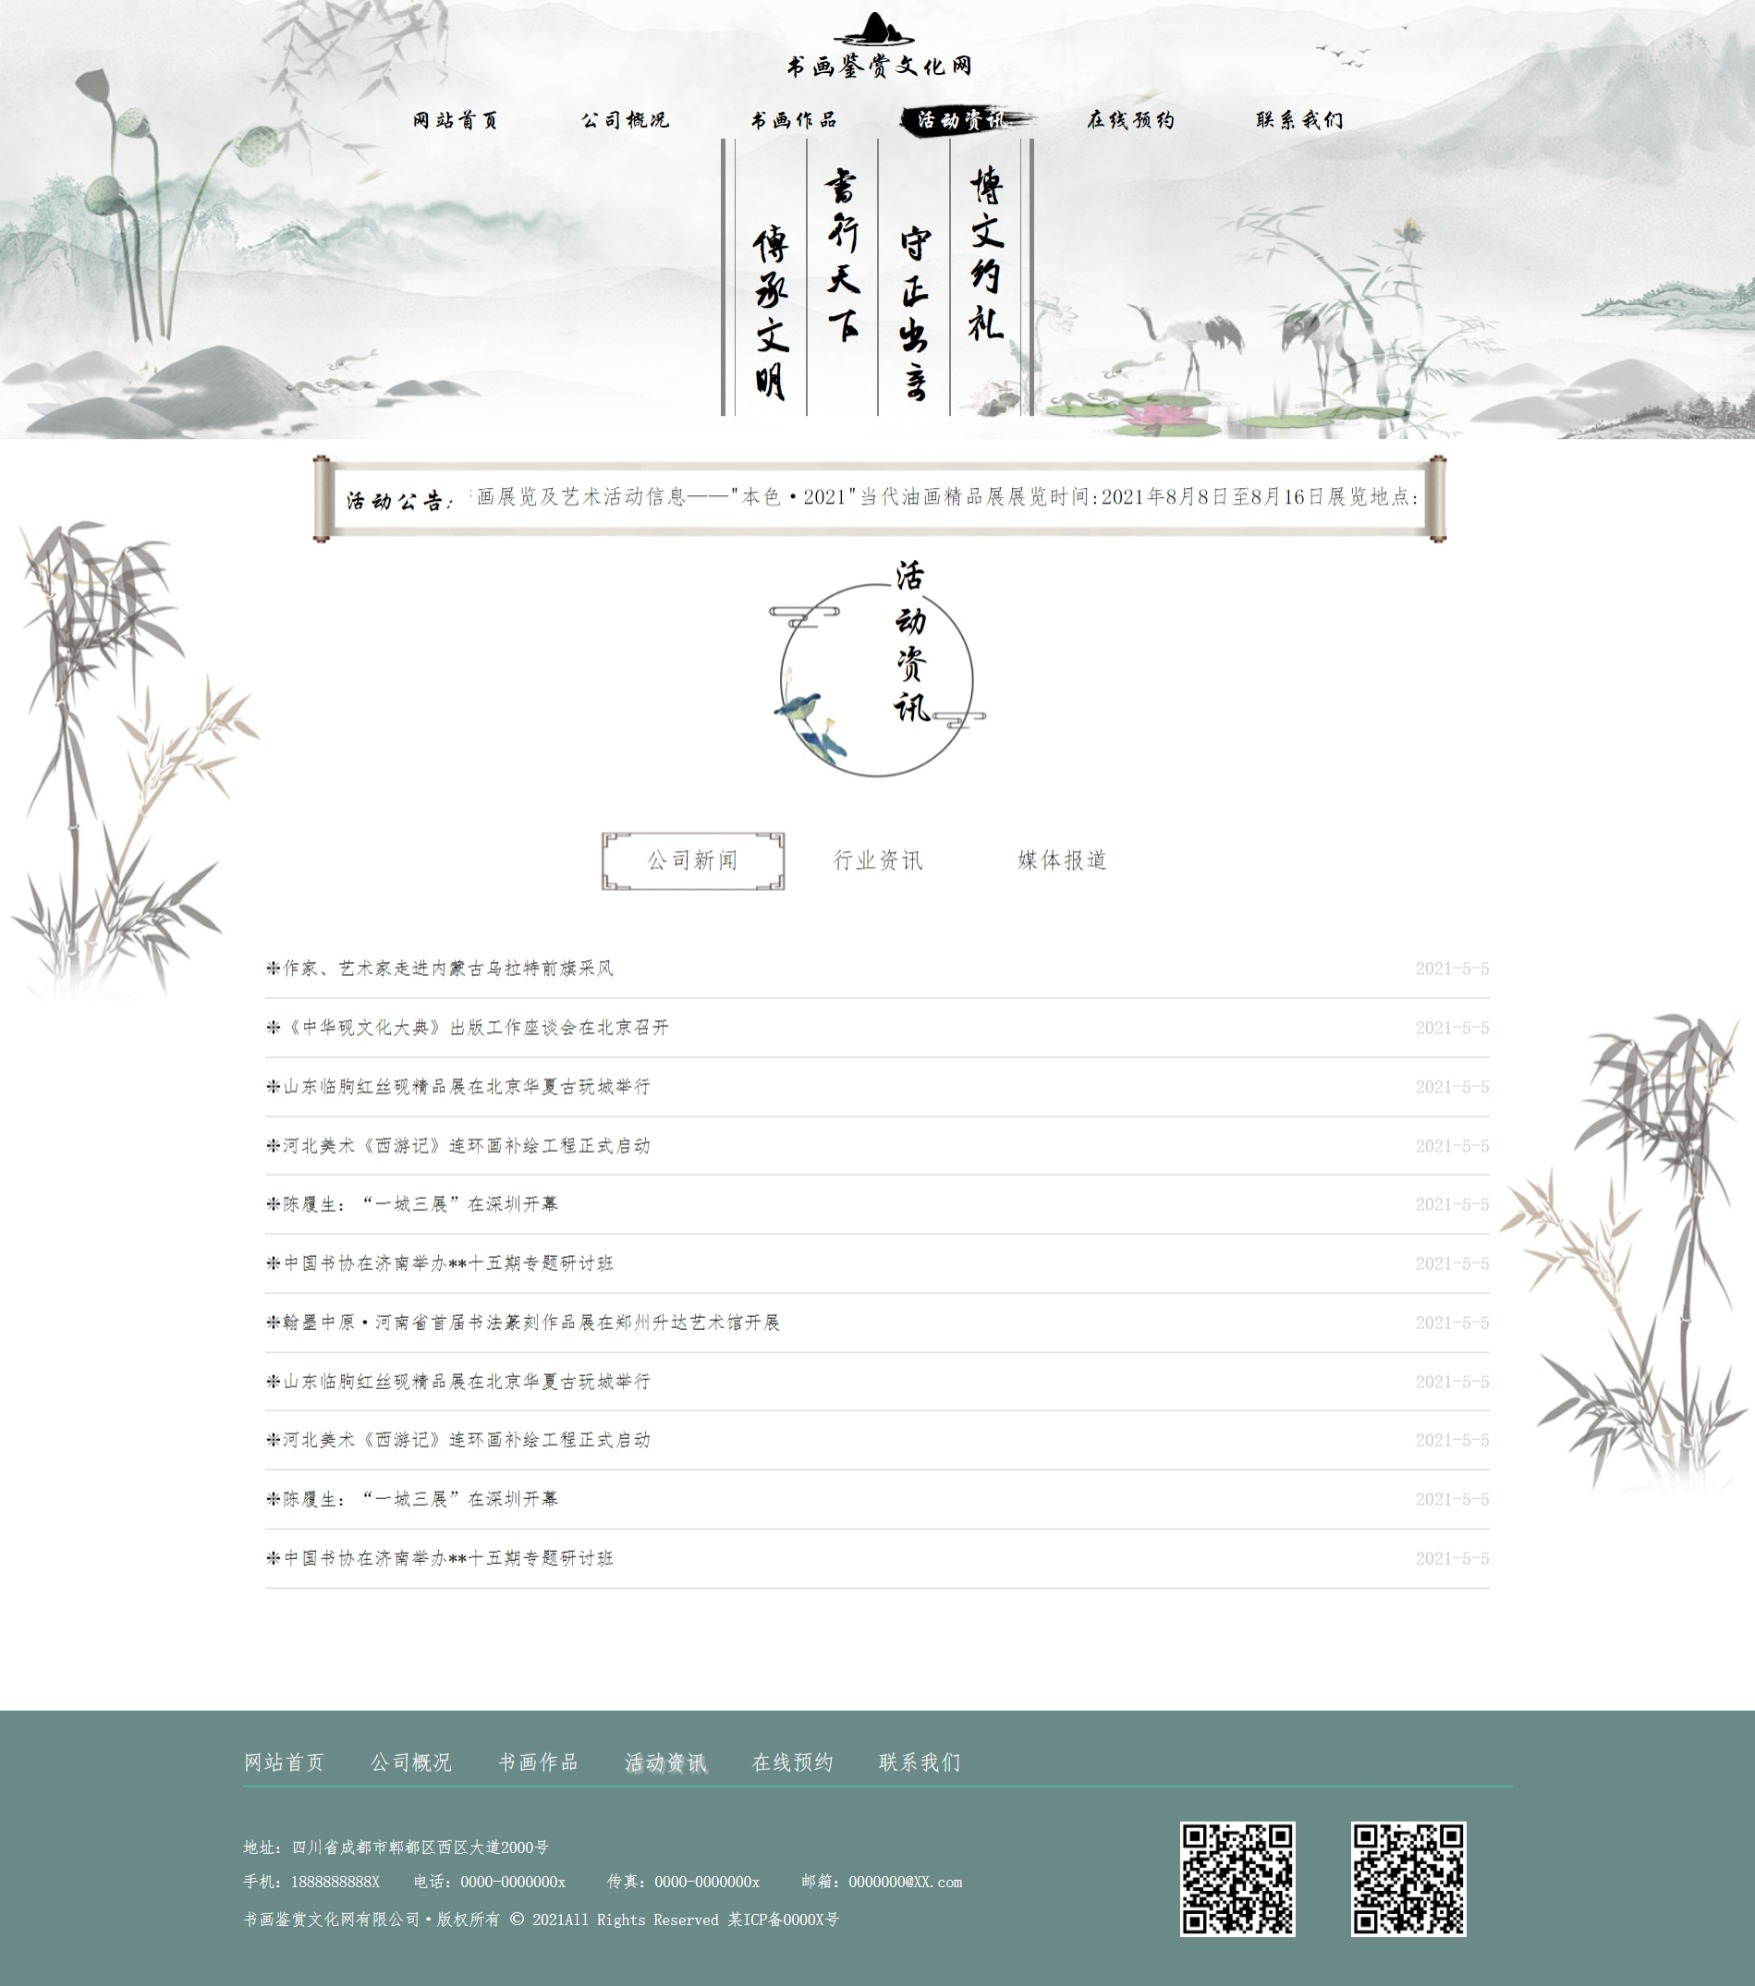 书画鉴赏文化网
网站首页 公司概况 书画作品 活动资讯 在线预约 联系我们
博文约礼
守正出奇
書行天下
傳承文明
活动公告: 画展览及艺术活动信息——"本色·2021"当代油画精品展展览时间:2021年8月8日至8月16日展览地点:
活动资讯
公司新闻 行业资讯 媒体报道
❉作家、艺术家走进内蒙古乌拉特前旗采风 2021-5-5
❉《中华砚文化大典》出版工作座谈会在北京召开 2021-5-5
❉山东临朐红丝砚精品展在北京华夏古玩城举行 2021-5-5
❉河北美术《西游记》连环画补绘工程正式启动 2021-5-5
❉陈履生：“一城三展”在深圳开幕 2021-5-5
❉中国书协在济南举办**十五期专题研讨班 2021-5-5
❉翰墨中原·河南省首届书法篆刻作品展在郑州升达艺术馆开展 2021-5-5
❉山东临朐红丝砚精品展在北京华夏古玩城举行 2021-5-5
❉河北美术《西游记》连环画补绘工程正式启动 2021-5-5
❉陈履生：“一城三展”在深圳开幕 2021-5-5
❉中国书协在济南举办**十五期专题研讨班 2021-5-5
网站首页 公司概况 书画作品 活动资讯 在线预约 联系我们
地址：四川省成都市郫都区西区大道2000号
手机：1888888888X 电话：0000-0000000x 传真：0000-0000000x 邮箱：0000000@XX.com
书画鉴赏文化网有限公司·版权所有 © 2021All Rights Reserved 某ICP备0000X号